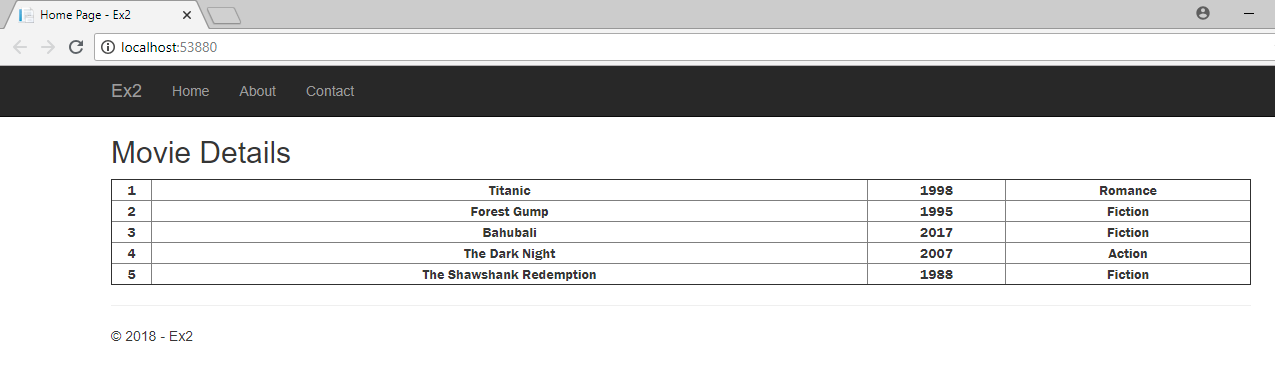 Home Page - Ex2
localhost:53880
Ex2 Home About Contact
Movie Details
1 Titanic 1998 Romance
2 Forest Gump 1995 Fiction
3 Bahubali 2017 Fiction
4 The Dark Night 2007 Action
5 The Shawshank Redemption 1988 Fiction
© 2018 - Ex2